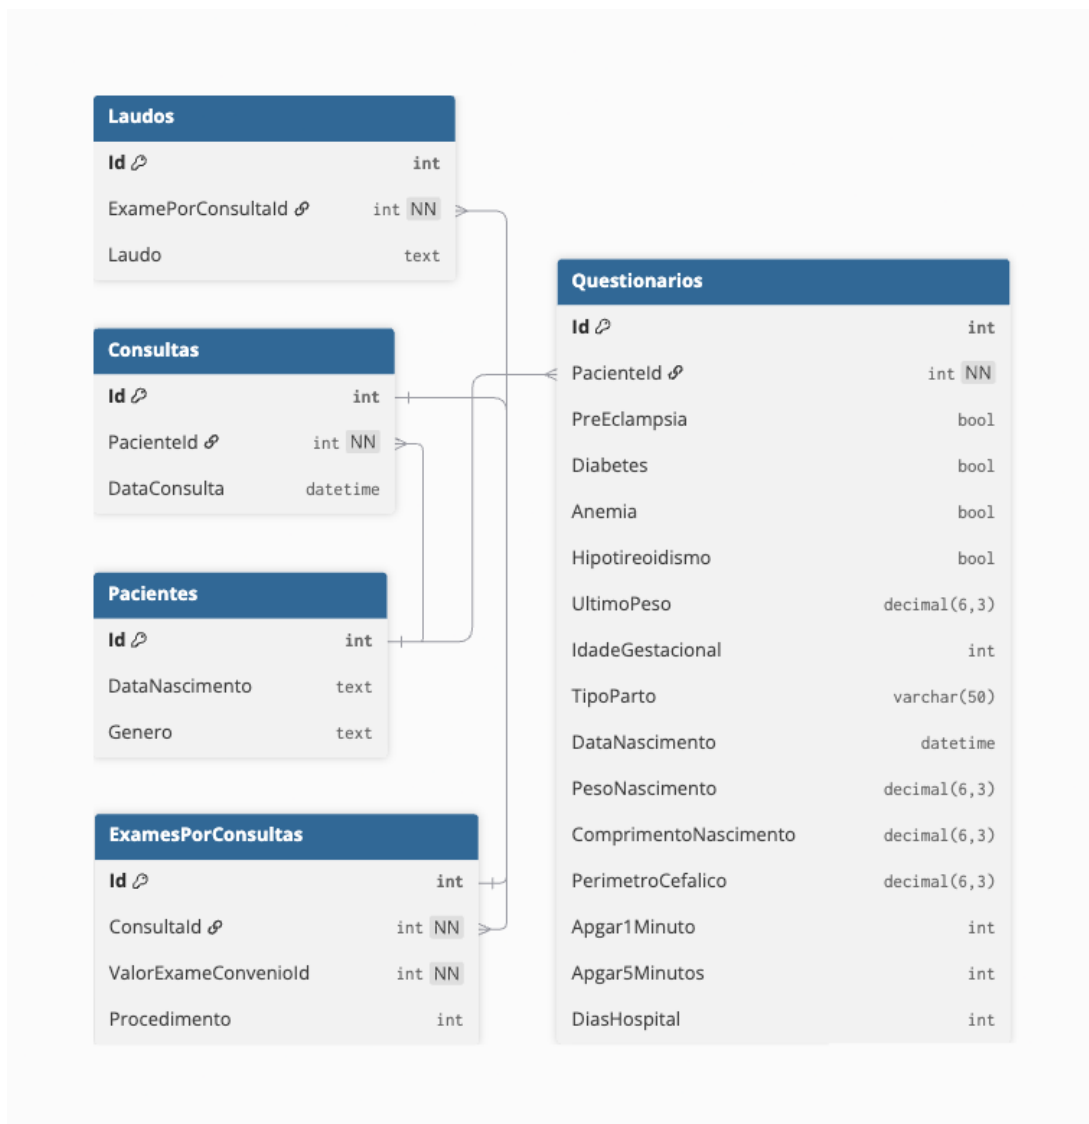 Laudos
Id int
ExamePorConsultaId int NN
Laudo text
Consultas
Id int
PacienteId int NN
DataConsulta datetime
Pacientes
Id int
DataNascimento text
Genero text
ExamesPorConsultas
Id int
ConsultaId int NN
ValorExameConvenioId int NN
Procedimento int
Questionarios
Id int
PacienteId int NN
PreEclampsia bool
Diabetes bool
Anemia bool
Hipotireoidismo bool
UltimoPeso decimal(6,3)
IdadeGestacional int
TipoParto varchar(50)
DataNascimento datetime
PesoNascimento decimal(6,3)
ComprimentoNascimento decimal(6,3)
PerimetroCefalico decimal(6,3)
Apgar1Minuto int
Apgar5Minutos int
DiasHospital int